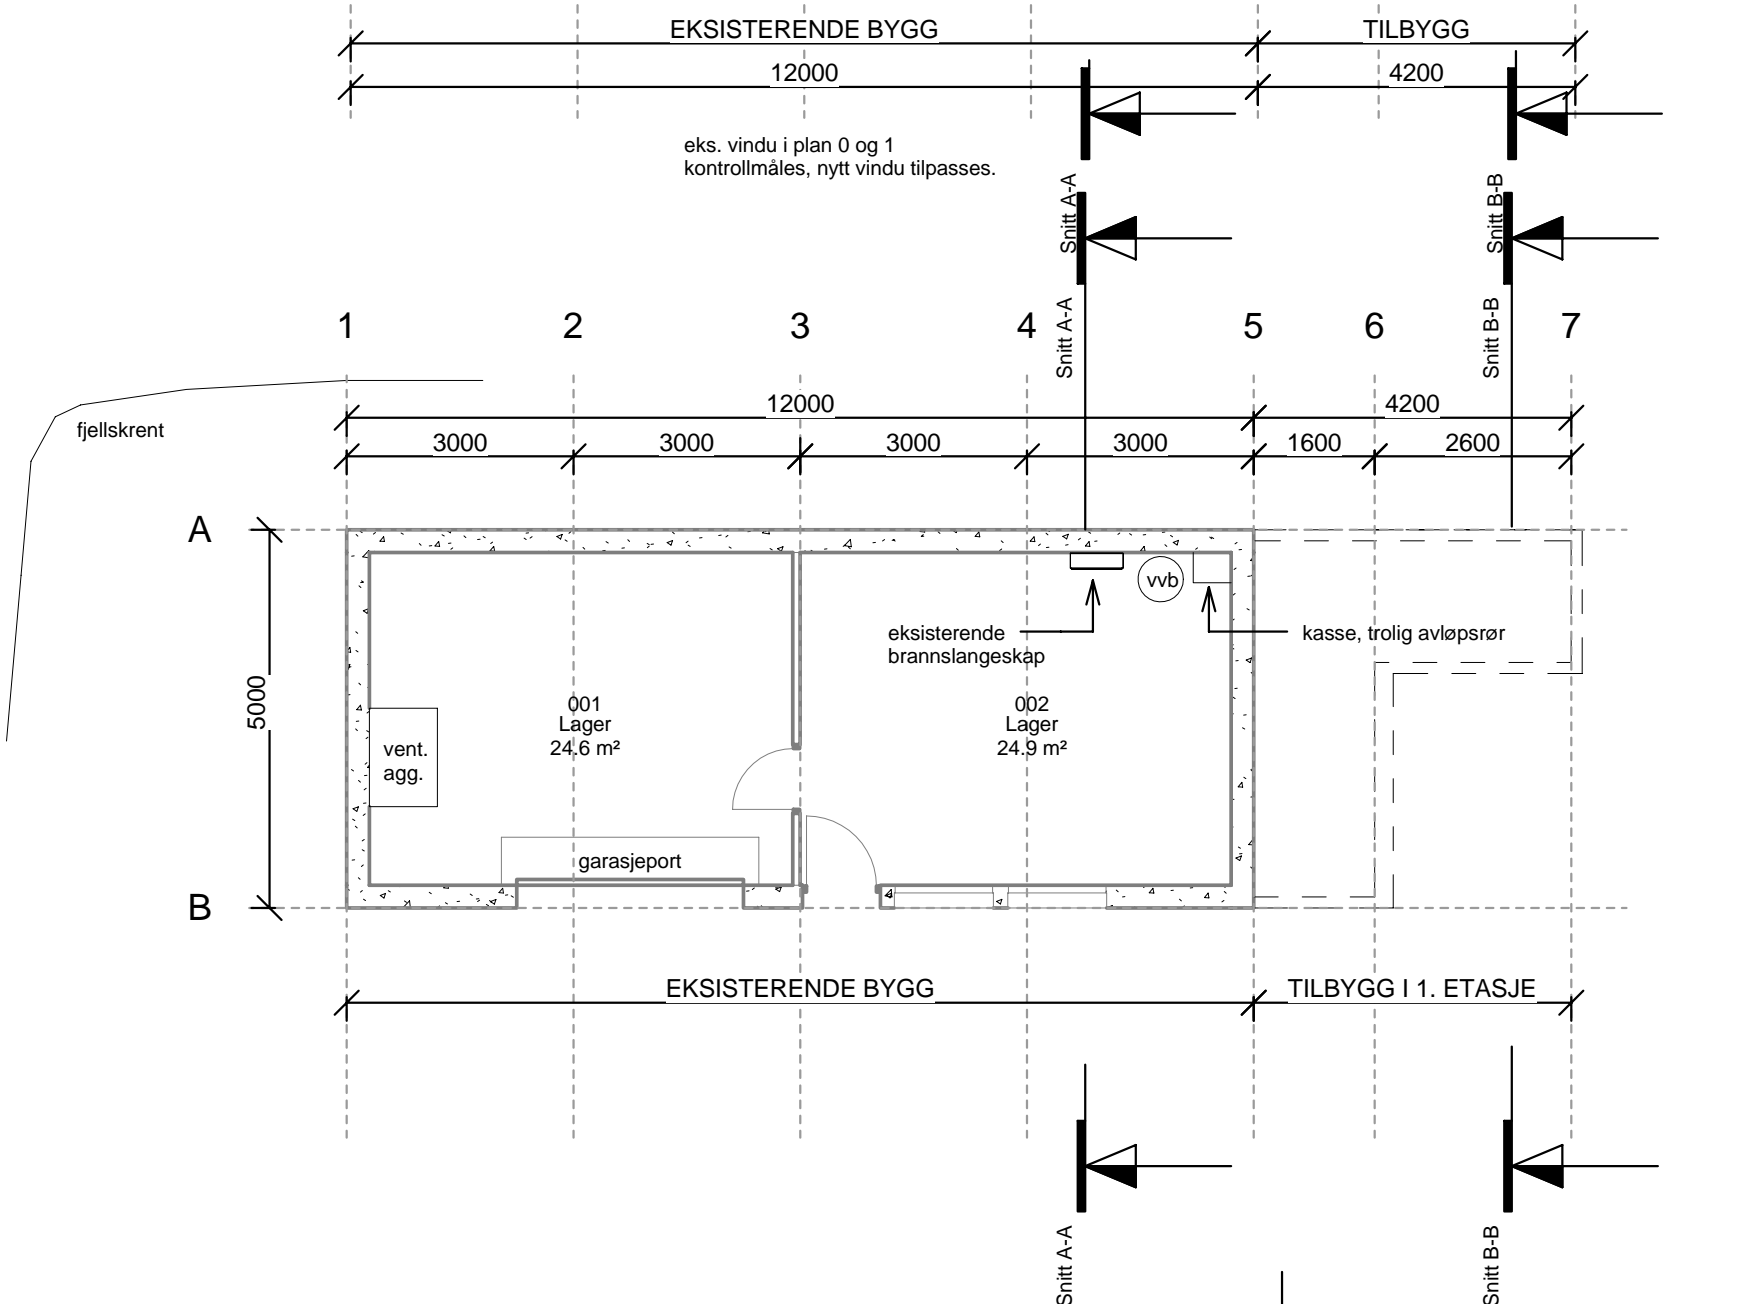 EKSISTERENDE BYGG
TILBYGG
12000
4200
eks. vindu i plan 0 og 1
kontrollmåles, nytt vindu tilpasses.
Snitt A-A
Snitt B-B
Snitt A-A
Snitt B-B
1
2
3
4
5
6
7
12000
4200
fjellskrent
3000
3000
3000
3000
1600
2600
A
vvb
eksisterende
brannslangeskap
kasse, trolig avløpsrør
5000
001
Lager
24.6 m²
002
Lager
24.9 m²
vent.
agg.
garasjeport
B
EKSISTERENDE BYGG
TILBYGG I 1. ETASJE
Snitt A-A
Snitt B-B